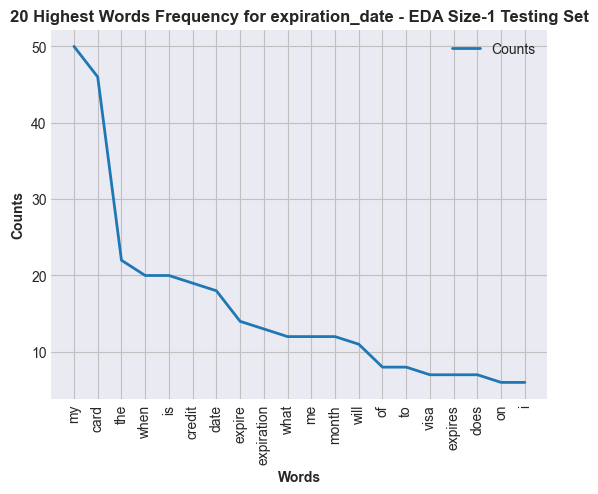 20 Highest Words Frequency for expiration_date - EDA Size-1 Testing Set
Counts
50
40
30
20
10
Counts
my
card
the
when
is
credit
date
expire
expiration
what
me
month
will
of
to
visa
expires
does
on
i
Words